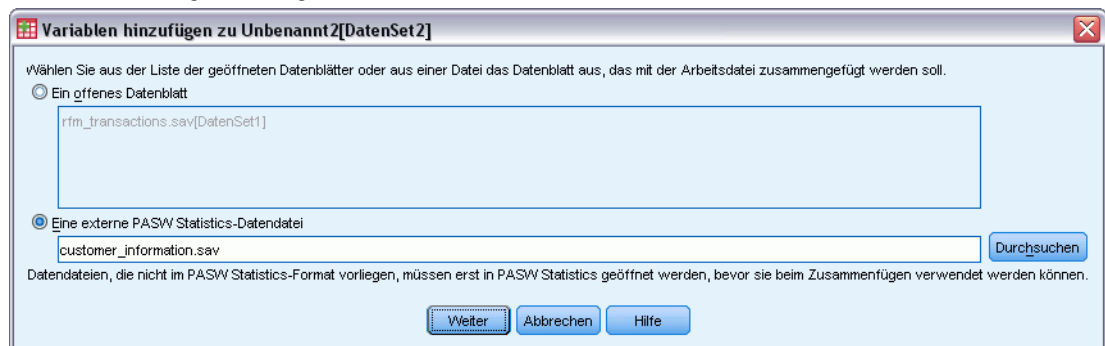 Variablen hinzufügen zu Unbenannt2[DatenSet2]
Wählen Sie aus der Liste der geöffneten Datenblätter oder aus einer Datei das Datenblatt aus, das mit der Arbeitsdatei zusammengefügt werden soll.
Ein offenes Datenblatt
rfm_transactions.sav[DatenSet1]
Eine externe PASW Statistics-Datendatei
customer_information.sav
Durchsuchen
Datendateien, die nicht im PASW Statistics-Format vorliegen, müssen erst in PASW Statistics geöffnet werden, bevor sie beim Zusammenfügen verwendet werden können.
Weiter Abbrechen Hilfe